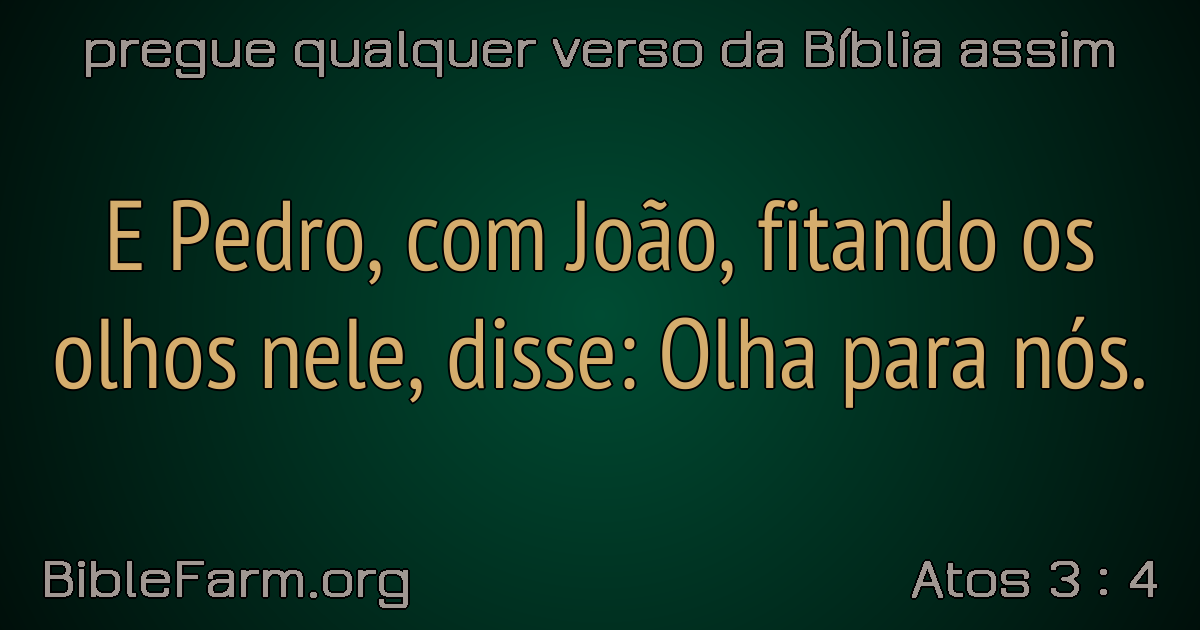 pregue qualquer verso da Bíblia assim
E Pedro, com João, fitando os
olhos nele, disse: Olha para nós.
BibleFarm.org
Atos 3 : 4